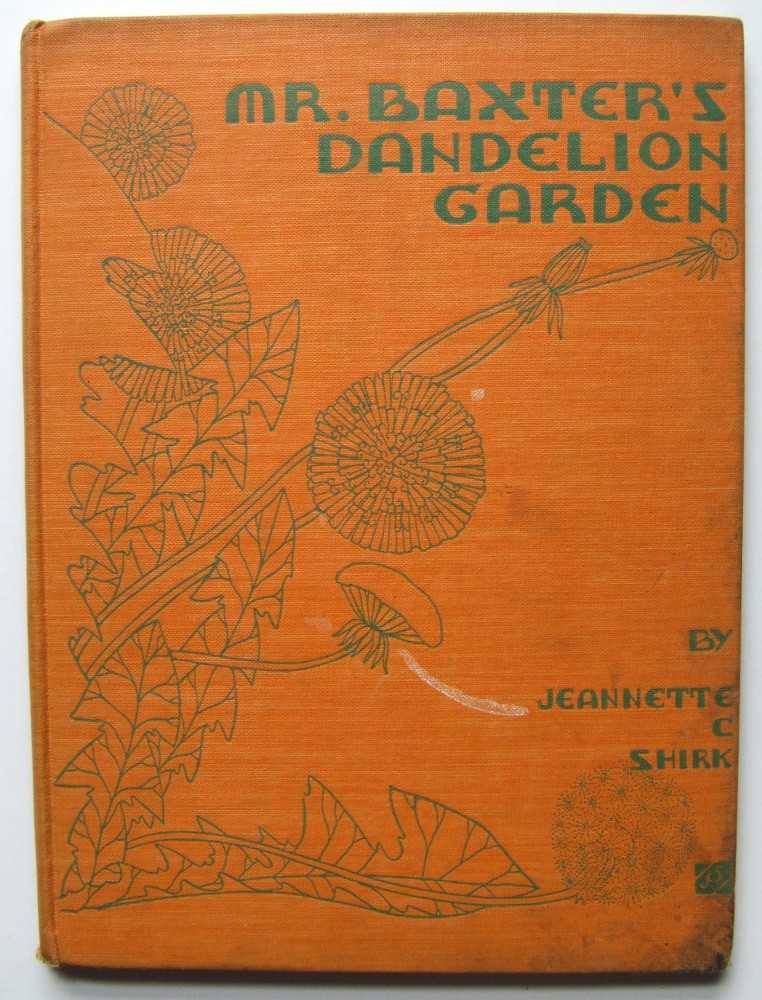 MR. BAXTER'S
DANDELION
GARDEN
BY
JEANNETTE
C
SHIRK